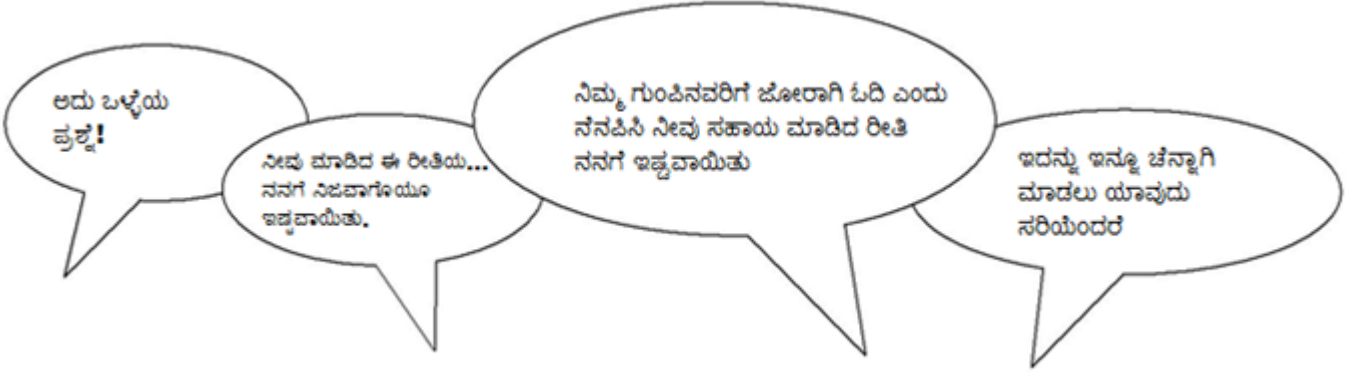 ಅದು ಒಳ್ಳೆಯ
ಪ್ರಶ್ನೆ!
ನೀವು ಮಾಡಿದ ಈ ರೀತಿಯ...
ನನಗೆ ನಿಜವಾಗೊಯೂ
ಇಷ್ಟವಾಯಿತು.
ನಿಮ್ಮ ಗುಂಪಿನವರಿಗೆ ಜೋರಾಗಿ ಓದಿ ಎಂದು
ನೆನಪಿಸಿ ನೀವು ಸಹಾಯ ಮಾಡಿದ ರೀತಿ
ನನಗೆ ಇಷ್ಟವಾಯಿತು
ಇದನ್ನು ಇನ್ನೂ ಚೆನ್ನಾಗಿ
ಮಾಡಲು ಯಾವುದು
ಸರಿಯೆಂದರೆ